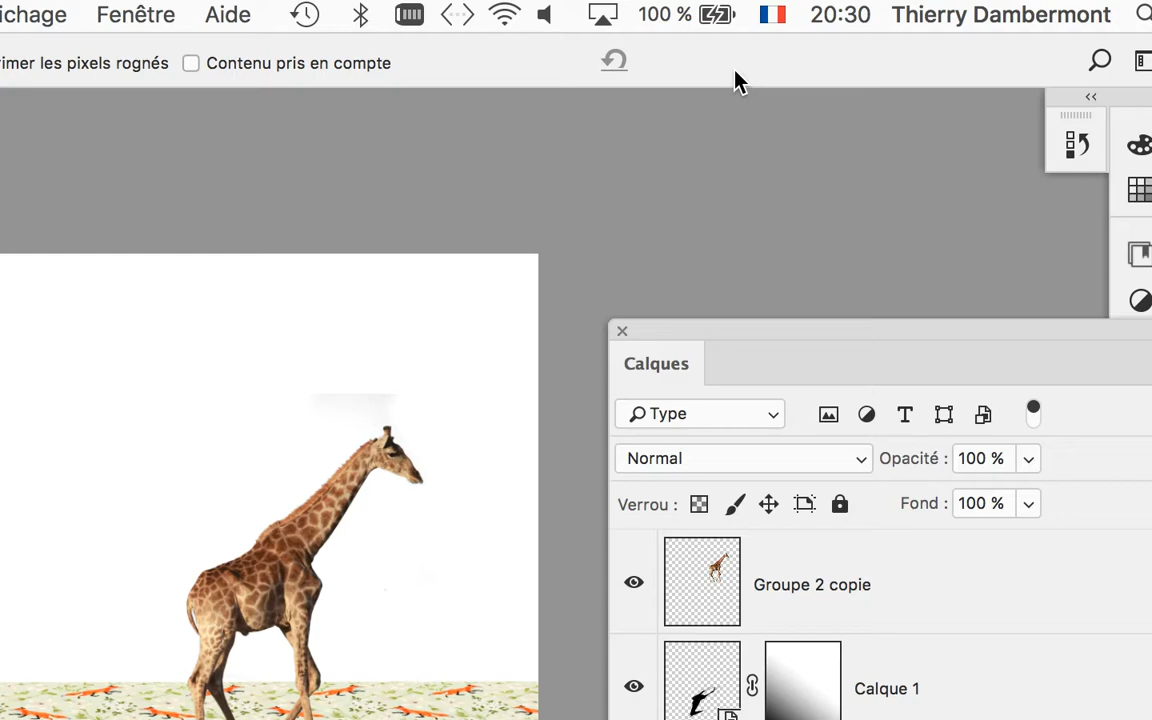 ichage Fenêtre Aide 100 % 20:30 Thierry Dambermont
imer les pixels rognés Contenu pris en compte
Calques
Type
Normal Opacité : 100 %
Verrou : Fond : 100 %
Groupe 2 copie
Calque 1